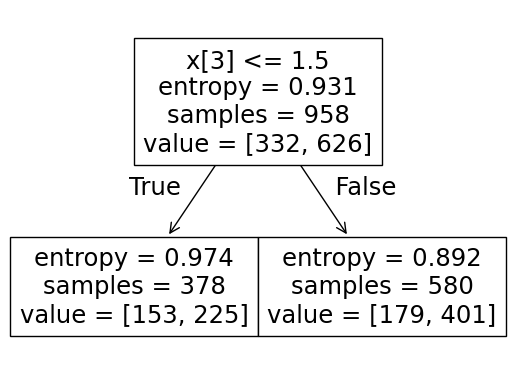 x[3] <= 1.5
entropy = 0.931
samples = 958
value = [332, 626]
True
False
entropy = 0.974
samples = 378
value = [153, 225]
entropy = 0.892
samples = 580
value = [179, 401]